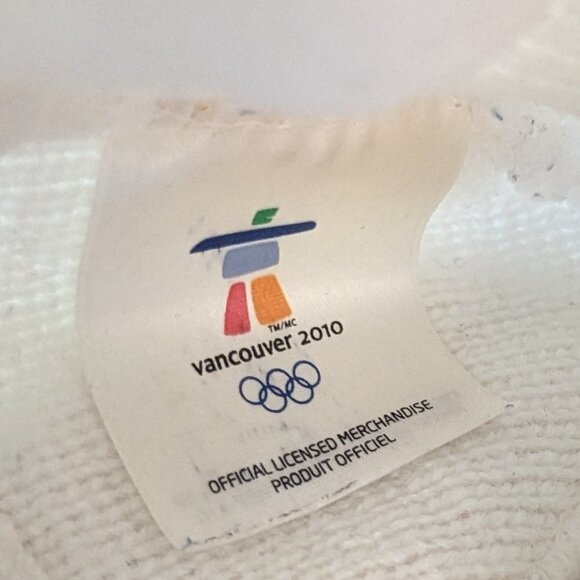 TM/MC
vancouver 2010
OFFICIAL LICENSED MERCHANDISE
PRODUIT OFFICIEL